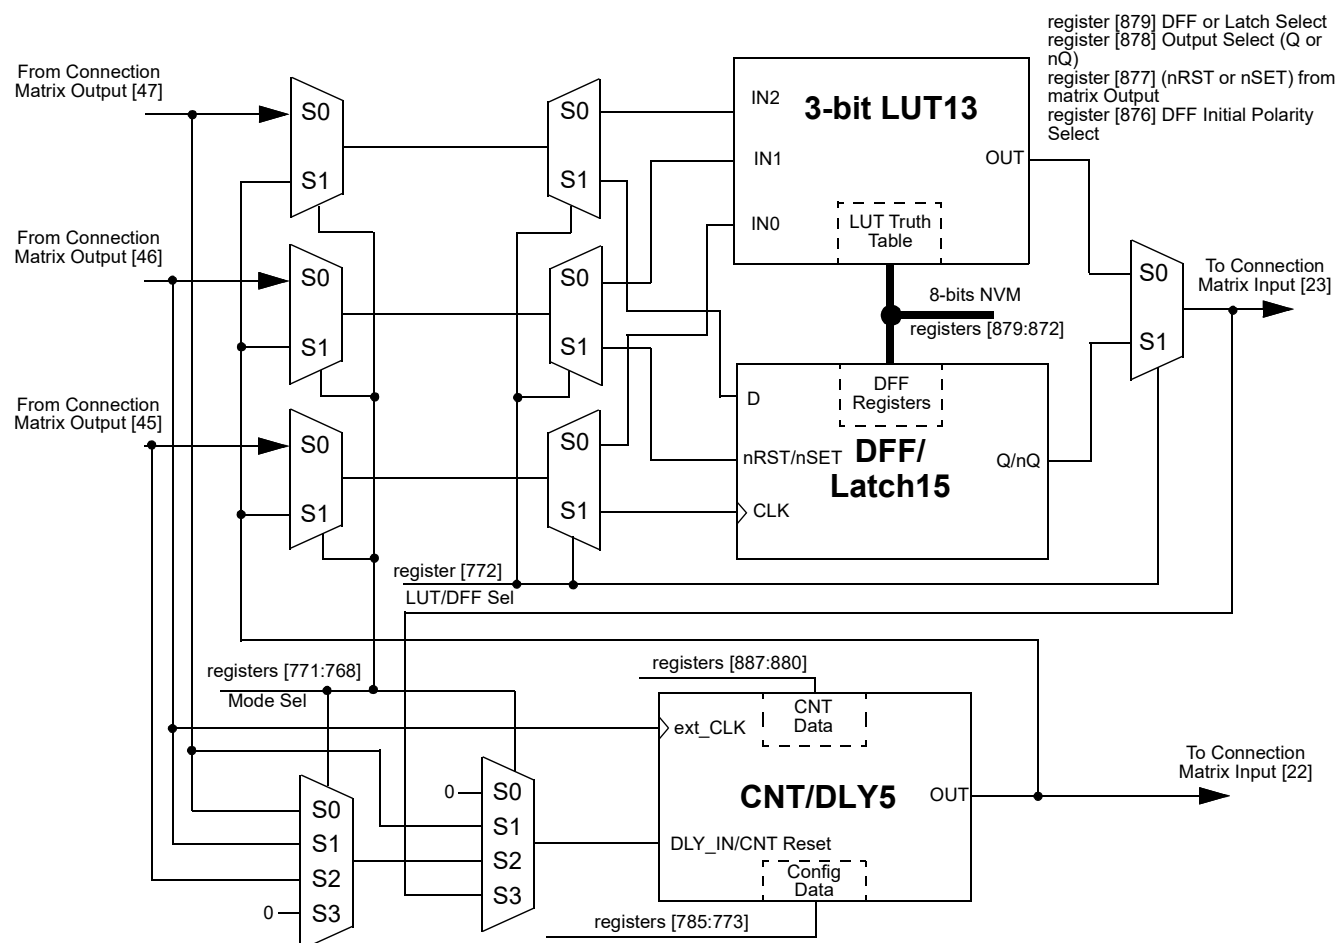 register [879] DFF or Latch Select
register [878] Output Select (Q or
nQ)
register [877] (nRST or nSET) from
matrix Output
register [876] DFF Initial Polarity
Select
From Connection
Matrix Output [47]
S0
S1
S0
S1
IN2
IN1
IN0
3-bit LUT13
OUT
LUT Truth
Table
From Connection
Matrix Output [46]
S0
S1
S0
S1
8-bits NVM
registers [879:872]
S0
S1
To Connection
Matrix Input [23]
From Connection
Matrix Output [45]
S0
S1
S0
S1
D
nRST/nSET
CLK
DFF
Registers
DFF/
Latch15
Q/nQ
register [772]
LUT/DFF Sel
registers [771:768]
Mode Sel
registers [887:880]
CNT
Data
ext_CLK
CNT/DLY5
OUT
To Connection
Matrix Input [22]
DLY_IN/CNT Reset
Config
Data
registers [785:773]
0
S0
S1
S2
S3
S0
S1
S2
0
S3